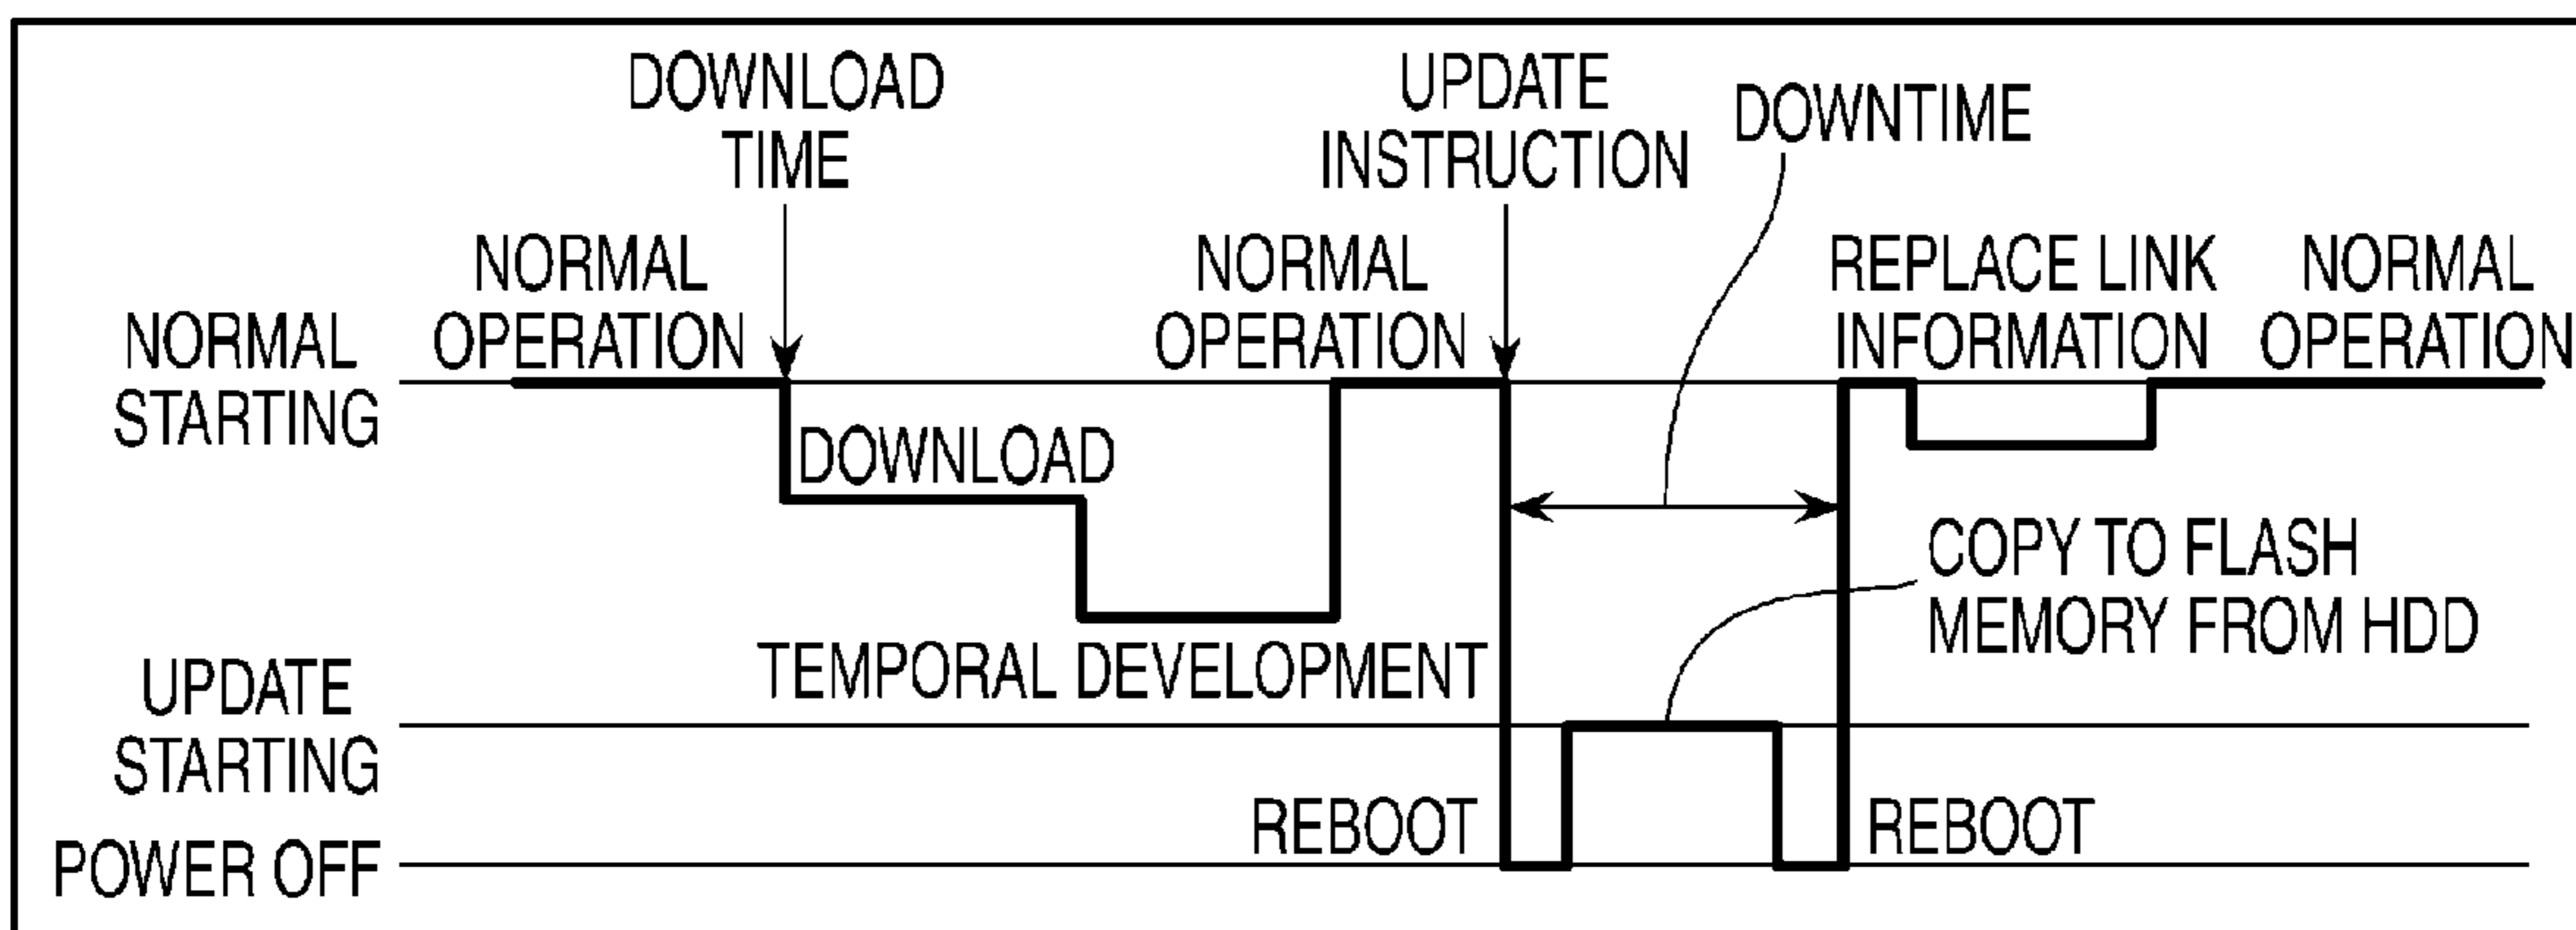 DOWNLOAD
TIME
UPDATE
INSTRUCTION
DOWNTIME
NORMAL
OPERATION
NORMAL
OPERATION
REPLACE LINK
INFORMATION
NORMAL
OPERATION
NORMAL
STARTING
DOWNLOAD
COPY TO FLASH
MEMORY FROM HDD
TEMPORAL DEVELOPMENT
UPDATE
STARTING
REBOOT
REBOOT
POWER OFF